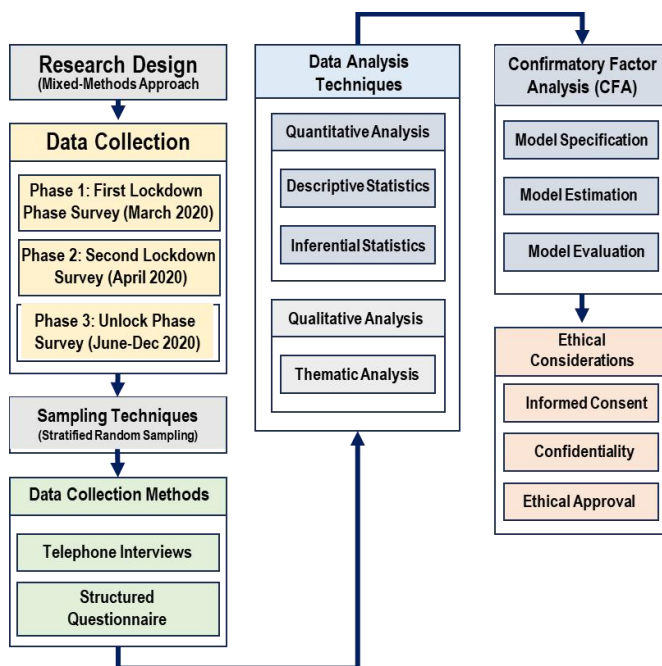 Research Design
(Mixed-Methods Approach
Data Collection
Phase 1: First Lockdown
Phase Survey (March 2020)
Phase 2: Second Lockdown
Survey (April 2020)
Phase 3: Unlock Phase
Survey (June-Dec 2020)
Sampling Techniques
(Stratified Random Sampling)
Data Collection Methods
Telephone Interviews
Structured
Questionnaire
Data Analysis
Techniques
Quantitative Analysis
Descriptive Statistics
Inferential Statistics
Qualitative Analysis
Thematic Analysis
Confirmatory Factor
Analysis (CFA)
Model Specification
Model Estimation
Model Evaluation
Ethical
Considerations
Informed Consent
Confidentiality
Ethical Approval